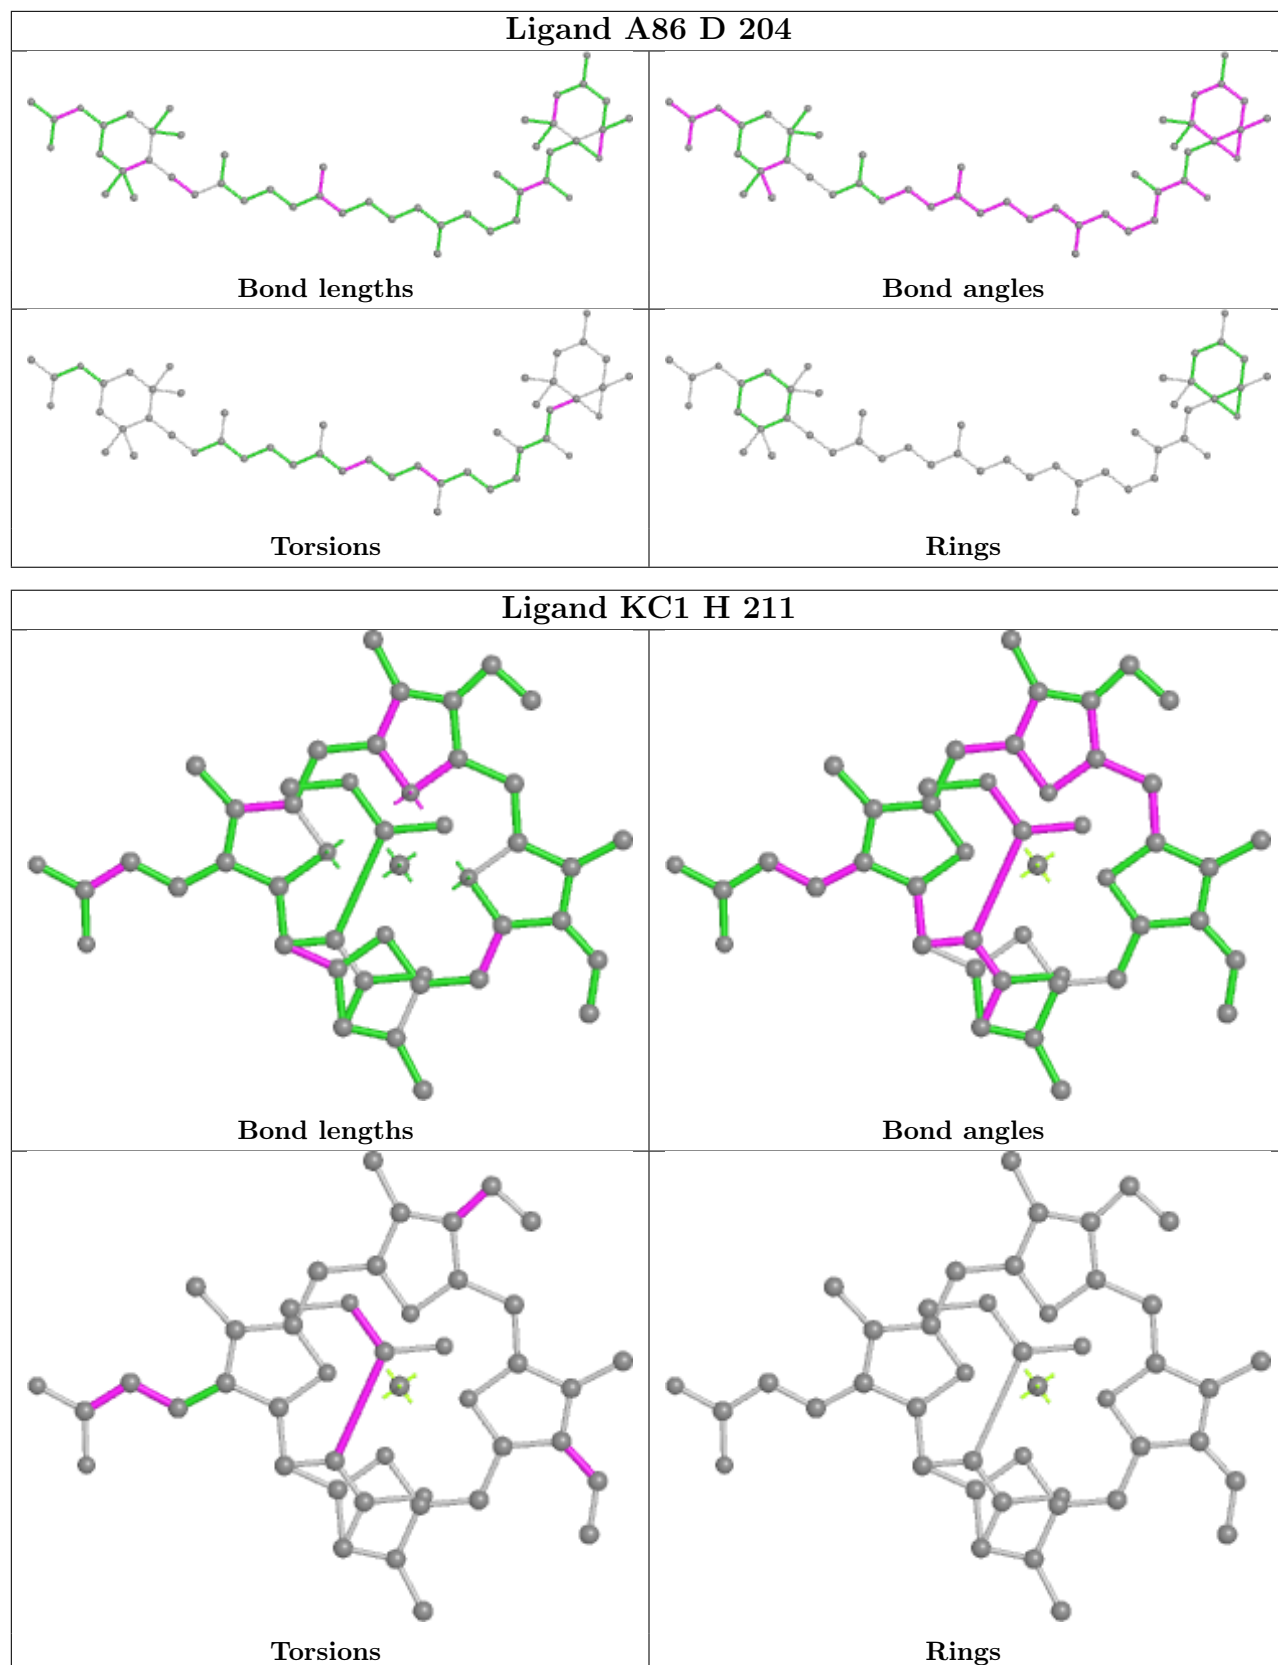 Ligand A86 D 204
Bond lengths
Bond angles
Torsions
Rings
Ligand KC1 H 211
Bond lengths
Bond angles
Torsions
Rings